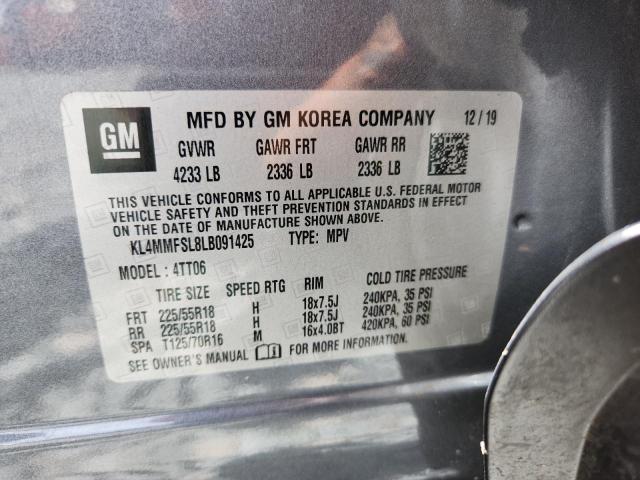 GM MFD BY GM KOREA COMPANY 12/19
GVWR GAWR FRT GAWR RR
4233 LB 2336 LB 2336 LB
THIS VEHICLE CONFORMS TO ALL APPLICABLE U.S. FEDERAL MOTOR
VEHICLE SAFETY AND THEFT PREVENTION STANDARDS IN EFFECT
ON THE DATE OF MANUFACTURE SHOWN ABOVE.
KL4MMFSL8LB091425 TYPE: MPV
MODEL: 4TT06
TIRE SIZE SPEED RTG RIM COLD TIRE PRESSURE
FRT 225/55R18 H 18x7.5J 240KPA, 35 PSI
RR 225/55R18 H 18x7.5J 240KPA, 35 PSI
SPA T125/70R16 M 16x4.0BT 420KPA, 60 PSI
SEE OWNER'S MANUAL FOR MORE INFORMATION.